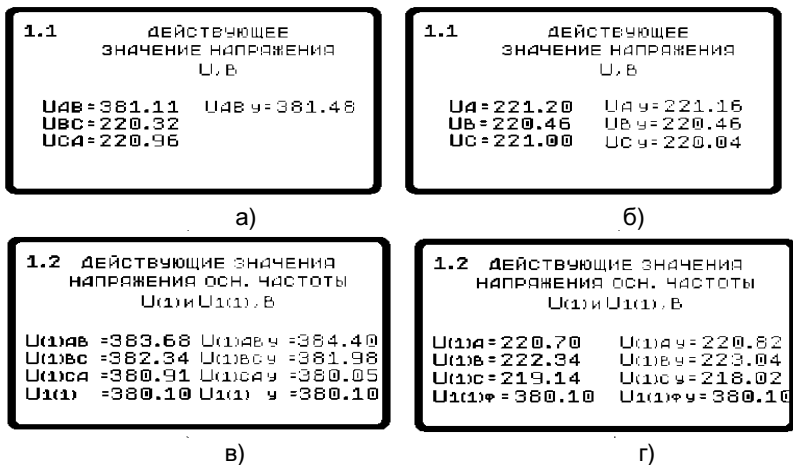 1.1 ДЕЙСТВУЮЩЕЕ
ЗНАЧЕНИЕ НАПРЯЖЕНИЯ
U, В
UАВ=381.11 UАВ у=381.48
UВС=220.32
UСА=220.96
а)
1.1 ДЕЙСТВУЮЩЕЕ
ЗНАЧЕНИЕ НАПРЯЖЕНИЯ
U, В
UА=221.20 UА у=221.16
UВ=220.46 UВ у=220.46
UС=221.00 UС у=220.04
б)
1.2 ДЕЙСТВУЮЩИЕ ЗНАЧЕНИЯ
НАПРЯЖЕНИЯ ОСН. ЧАСТОТЫ
U(1) и U1(1), В
U(1)АВ =383.68 U(1)АВ у =384.40
U(1)ВС =382.34 U(1)ВС у =381.98
U(1)СА =380.91 U(1)СА у =380.05
U1(1) =380.10 U1(1) у =380.10
в)
1.2 ДЕЙСТВУЮЩИЕ ЗНАЧЕНИЯ
НАПРЯЖЕНИЯ ОСН. ЧАСТОТЫ
U(1) и U1(1), В
U(1)А=220.70 U(1)А у=220.82
U(1)В=222.34 U(1)В у=223.04
U(1)С=219.14 U(1)С у=218.02
U1(1)ф=380.10 U1(1)ф у=380.10
г)